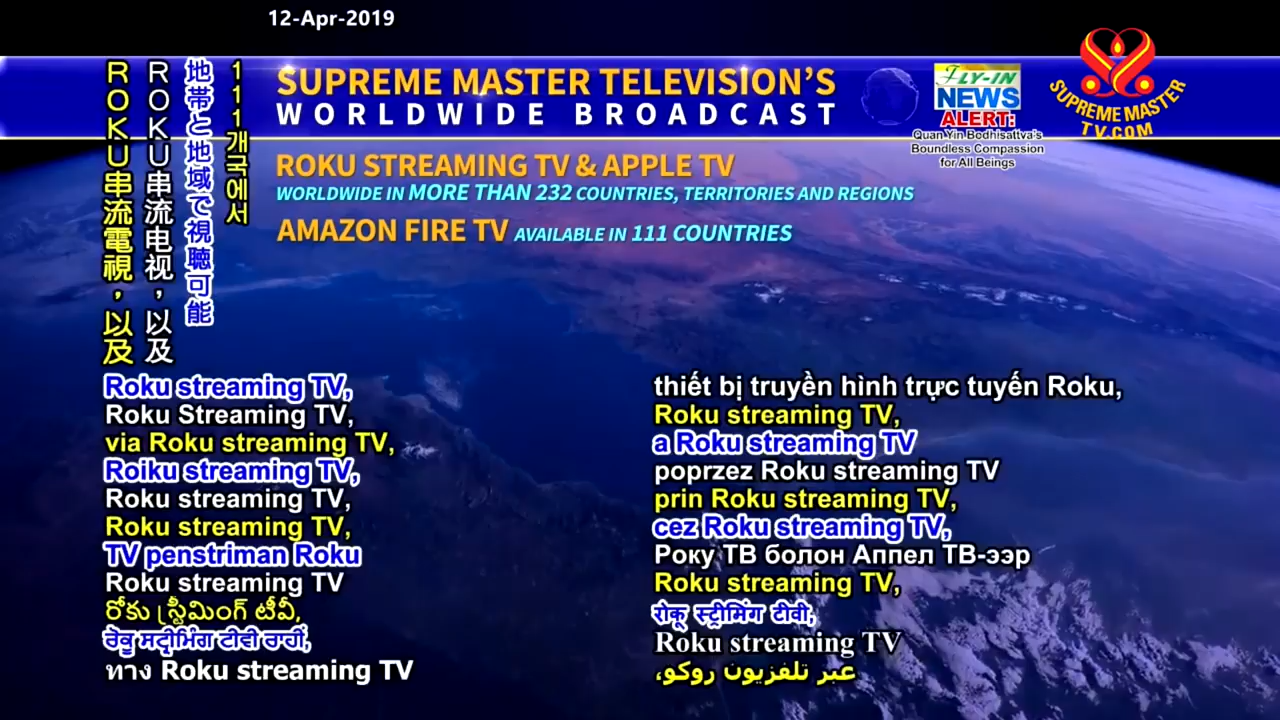 12-Apr-2019
SUPREME MASTER TELEVISION'S
WORLDWIDE BROADCAST
FLY-IN
NEWS
ALERT:
Quan Yin Bodhisattva's
Boundless Compassion
for All Beings
SUPREME MASTER
TV.COM
ROKU STREAMING TV & APPLE TV
WORLDWIDE IN MORE THAN 232 COUNTRIES, TERRITORIES AND REGIONS
AMAZON FIRE TV AVAILABLE IN 111 COUNTRIES
ROKU串流電視，以及
ROKU串流电视，以及
地帯と地域で視聴可能
111개국에서
Roku streaming TV,
Roku Streaming TV,
via Roku streaming TV,
Roiku streaming TV,
Roku streaming TV,
Roku streaming TV,
TV penstriman Roku
Roku streaming TV
రోకు స్ట్రీమింగ్ టీవీ,
ਰੋਕੂ ਸਟ੍ਰੀਮਿੰਗ ਟੀਵੀ ਰਾਹੀਂ,
ทาง Roku streaming TV
thiết bị truyền hình trực tuyến Roku,
Roku streaming TV,
a Roku streaming TV
poprzez Roku streaming TV
prin Roku streaming TV,
cez Roku streaming TV,
Року ТВ болон Аппел ТВ-ээр
Roku streaming TV,
रोकू स्ट्रीमिंग टीवी,
Roku streaming TV
عبر تلفزيون روكو،